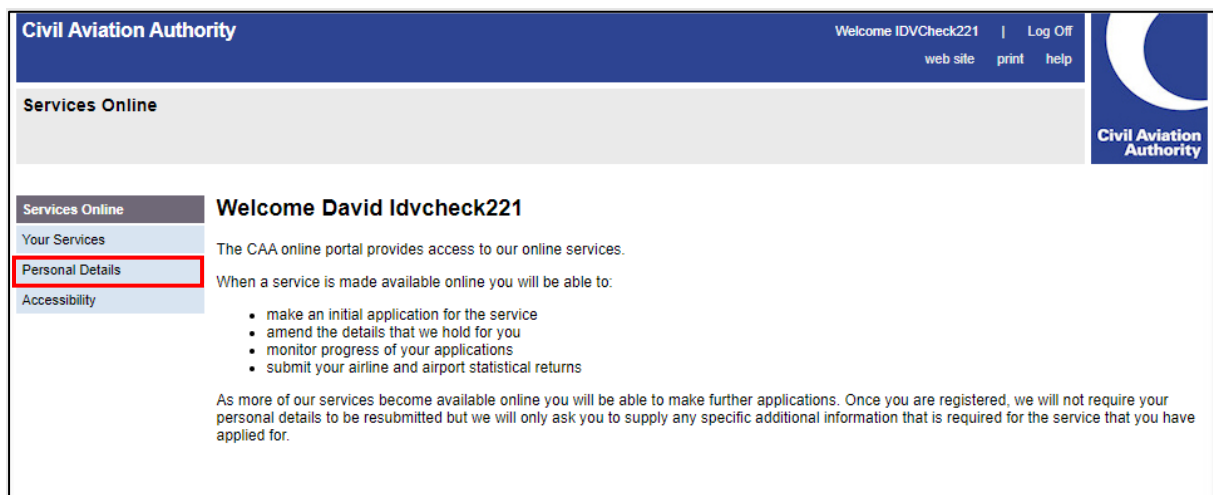 Civil Aviation Authority
Welcome IDVCheck221 | Log Off
web site print help
Services Online
Civil Aviation
Authority
Services Online
Your Services
Personal Details
Accessibility
Welcome David Idvcheck221
The CAA online portal provides access to our online services.
When a service is made available online you will be able to:
• make an initial application for the service
• amend the details that we hold for you
• monitor progress of your applications
• submit your airline and airport statistical returns
As more of our services become available online you will be able to make further applications. Once you are registered, we will not require your
personal details to be resubmitted but we will only ask you to supply any specific additional information that is required for the service that you have
applied for.